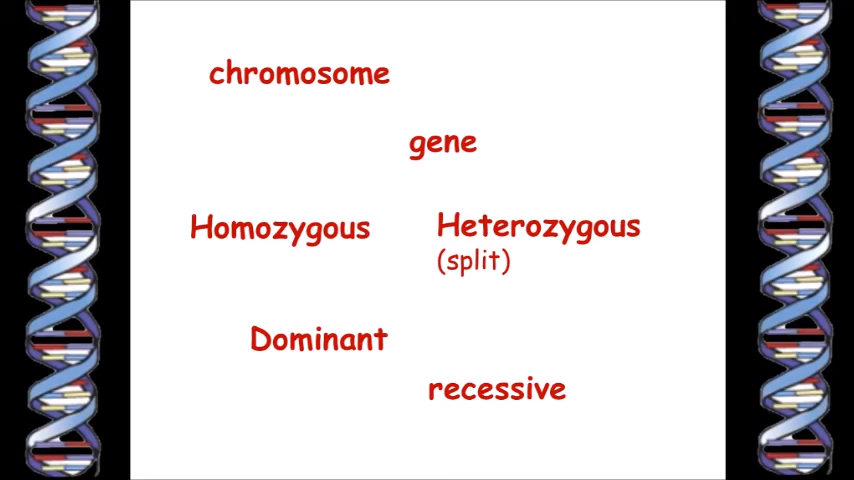 chromosome
gene
Homozygous Heterozygous
(split)
Dominant
recessive